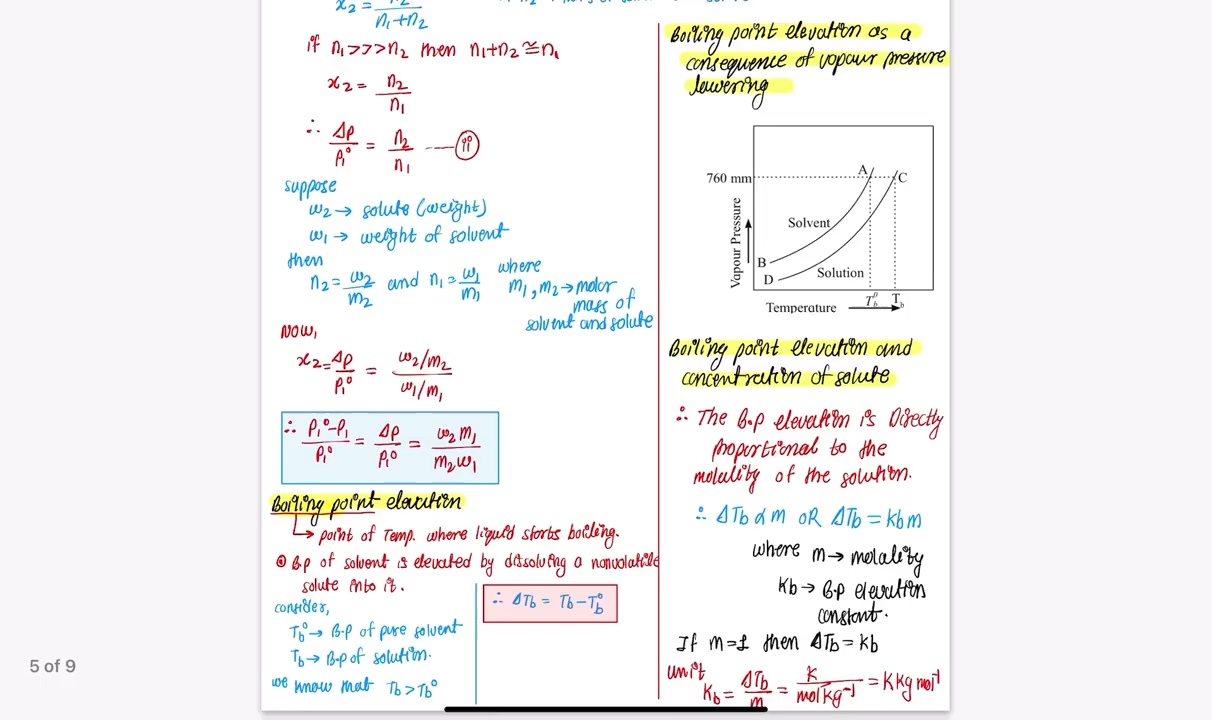 x₂ = n₂/(n₁+n₂)
if n₁>>>n₂ then n₁+n₂≅n₁
x₂ = n₂/n₁
∴ Δp/p₁° = n₂/n₁ —— (ii)
suppose
w₂ → solute (weight)
w₁ → weight of solvent
then
n₂ = w₂/m₂ and n₁ = w₁/m₁ where
m₁, m₂ → molar
mass of
solvent and solute
NOW,
x₂ = Δp/p₁° = (w₂/m₂)/(w₁/m₁)
∴ (p₁°-p₁)/p₁° = Δp/p₁° = w₂m₁/m₂w₁
Boiling point elavation
→ point of Temp. where liquid starts boiling.
B.p of solvent is elevated by dissolving a nonvolatile
solute into it.
consider,
Tb° → B.P of pure solvent
Tb → B.p of solution.
we know that Tb > Tb°
∴ ΔTb = Tb - Tb°
Boiling point elevation as a
consequence of vapour pressure
lowering
760 mm
A
C
Solvent
B
D
Solution
Vapour Pressure
Temperature
T°b
Tb
Boiling point elevation and
concentration of solute
∴ The B.p elevation is Directly
proportional to the
molality of the solution.
∴ ΔTb α m OR ΔTb = Kb m
where m → molality
Kb → B.p elevation
constant.
If m = 1 then ΔTb = Kb
unit
Kb = ΔTb/m = K/mol kg⁻¹ = K kg mol⁻¹
5 of 9